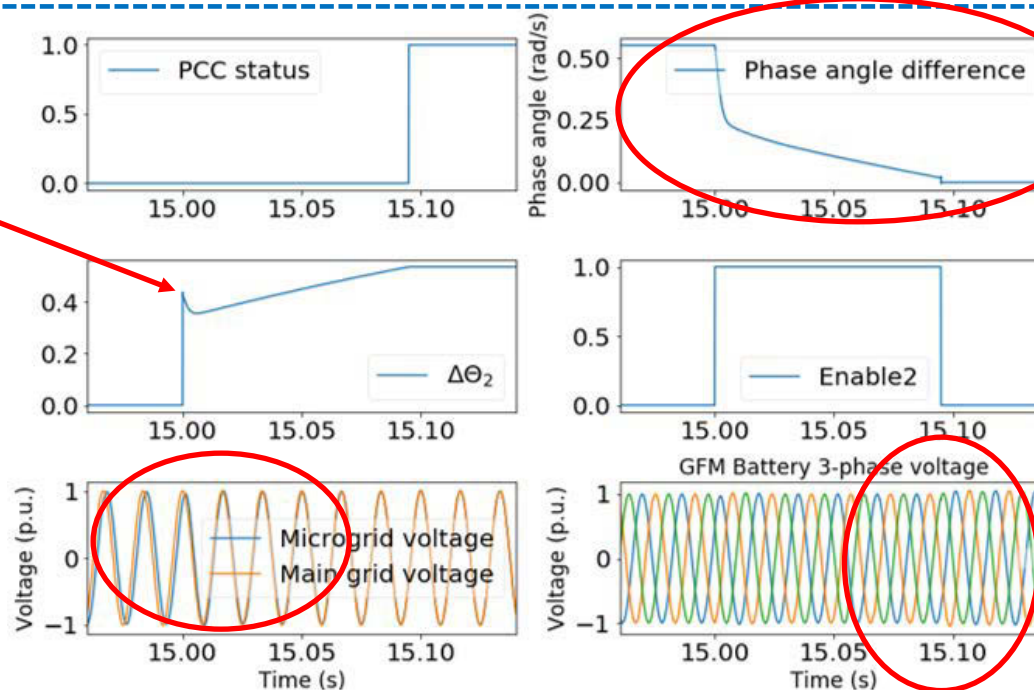 1.0
PCC status
0.5
0.0
15.00 15.05 15.10
Phase angle (rad/s)
0.50
Phase angle difference
0.25
0.00
15.00 15.05 15.10
0.4
0.2
ΔΘ₂
0.0
15.00 15.05 15.10
1.0
0.5
Enable2
0.0
15.00 15.05 15.10
Voltage (p.u.)
1
Microgrid voltage
0
Main grid voltage
−1
15.00 15.05 15.10
Time (s)
GFM Battery 3-phase voltage
Voltage (p.u.)
1
0
−1
15.00 15.05 15.10
Time (s)